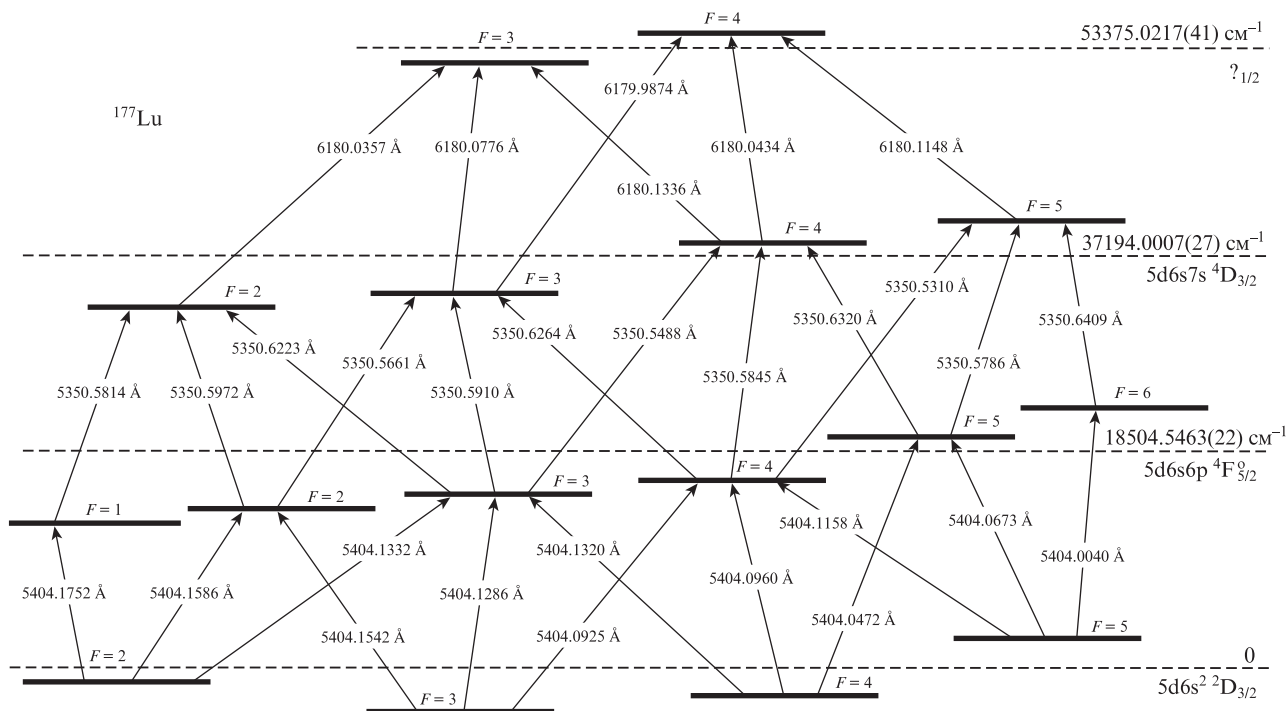 F = 4
53375.0217(41) см⁻¹
F = 3
?₁/₂
6179.9874 Å
¹⁷⁷Lu
6180.0357 Å
6180.0776 Å
6180.0434 Å
6180.1148 Å
6180.1336 Å
F = 5
F = 4
37194.0007(27) см⁻¹
5d6s7s ⁴D₃/₂
F = 3
F = 2
5350.5310 Å
5350.6223 Å
5350.5661 Å
5350.6264 Å
5350.5488 Å
5350.6320 Å
5350.6409 Å
5350.5814 Å
5350.5972 Å
5350.5910 Å
5350.5845 Å
5350.5786 Å
F = 6
F = 5
18504.5463(22) см⁻¹
5d6s6p ⁴F°₅/₂
F = 4
F = 3
F = 2
F = 1
5404.1332 Å
5404.1320 Å
5404.1158 Å
5404.0673 Å
5404.0040 Å
5404.1752 Å
5404.1586 Å
5404.1286 Å
5404.0960 Å
5404.1542 Å
5404.0925 Å
5404.0472 Å
F = 5
F = 2
0
5d6s² ²D₃/₂
F = 4
F = 3